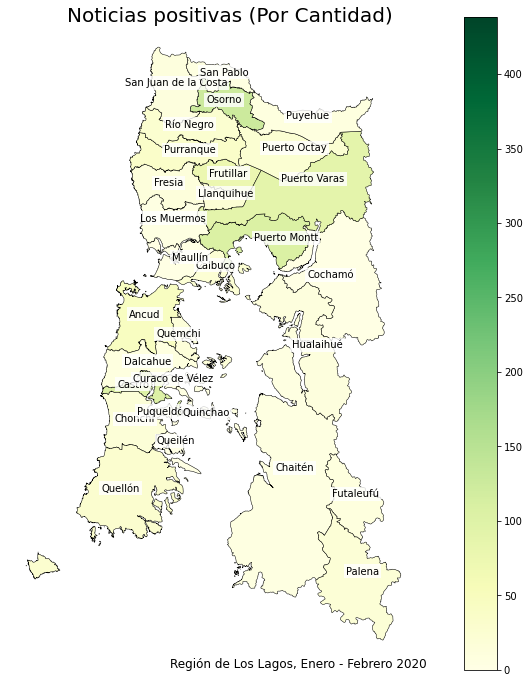 Noticias positivas (Por Cantidad)
San Pablo
San Juan de la Costa
Osorno
Puyehue
Río Negro
Purranque
Puerto Octay
Frutillar
Puerto Varas
Fresia
Llanquihue
Los Muermos
Puerto Montt
Maullín
Calbuco
Cochamó
Ancud
Quemchi
Hualaihué
Dalcahue
Curaco de Vélez
Castro
Puqueldón
Quinchao
Chonchi
Queilén
Chaitén
Quellón
Futaleufú
Palena
Región de Los Lagos, Enero - Febrero 2020
400
350
300
250
200
150
100
50
0